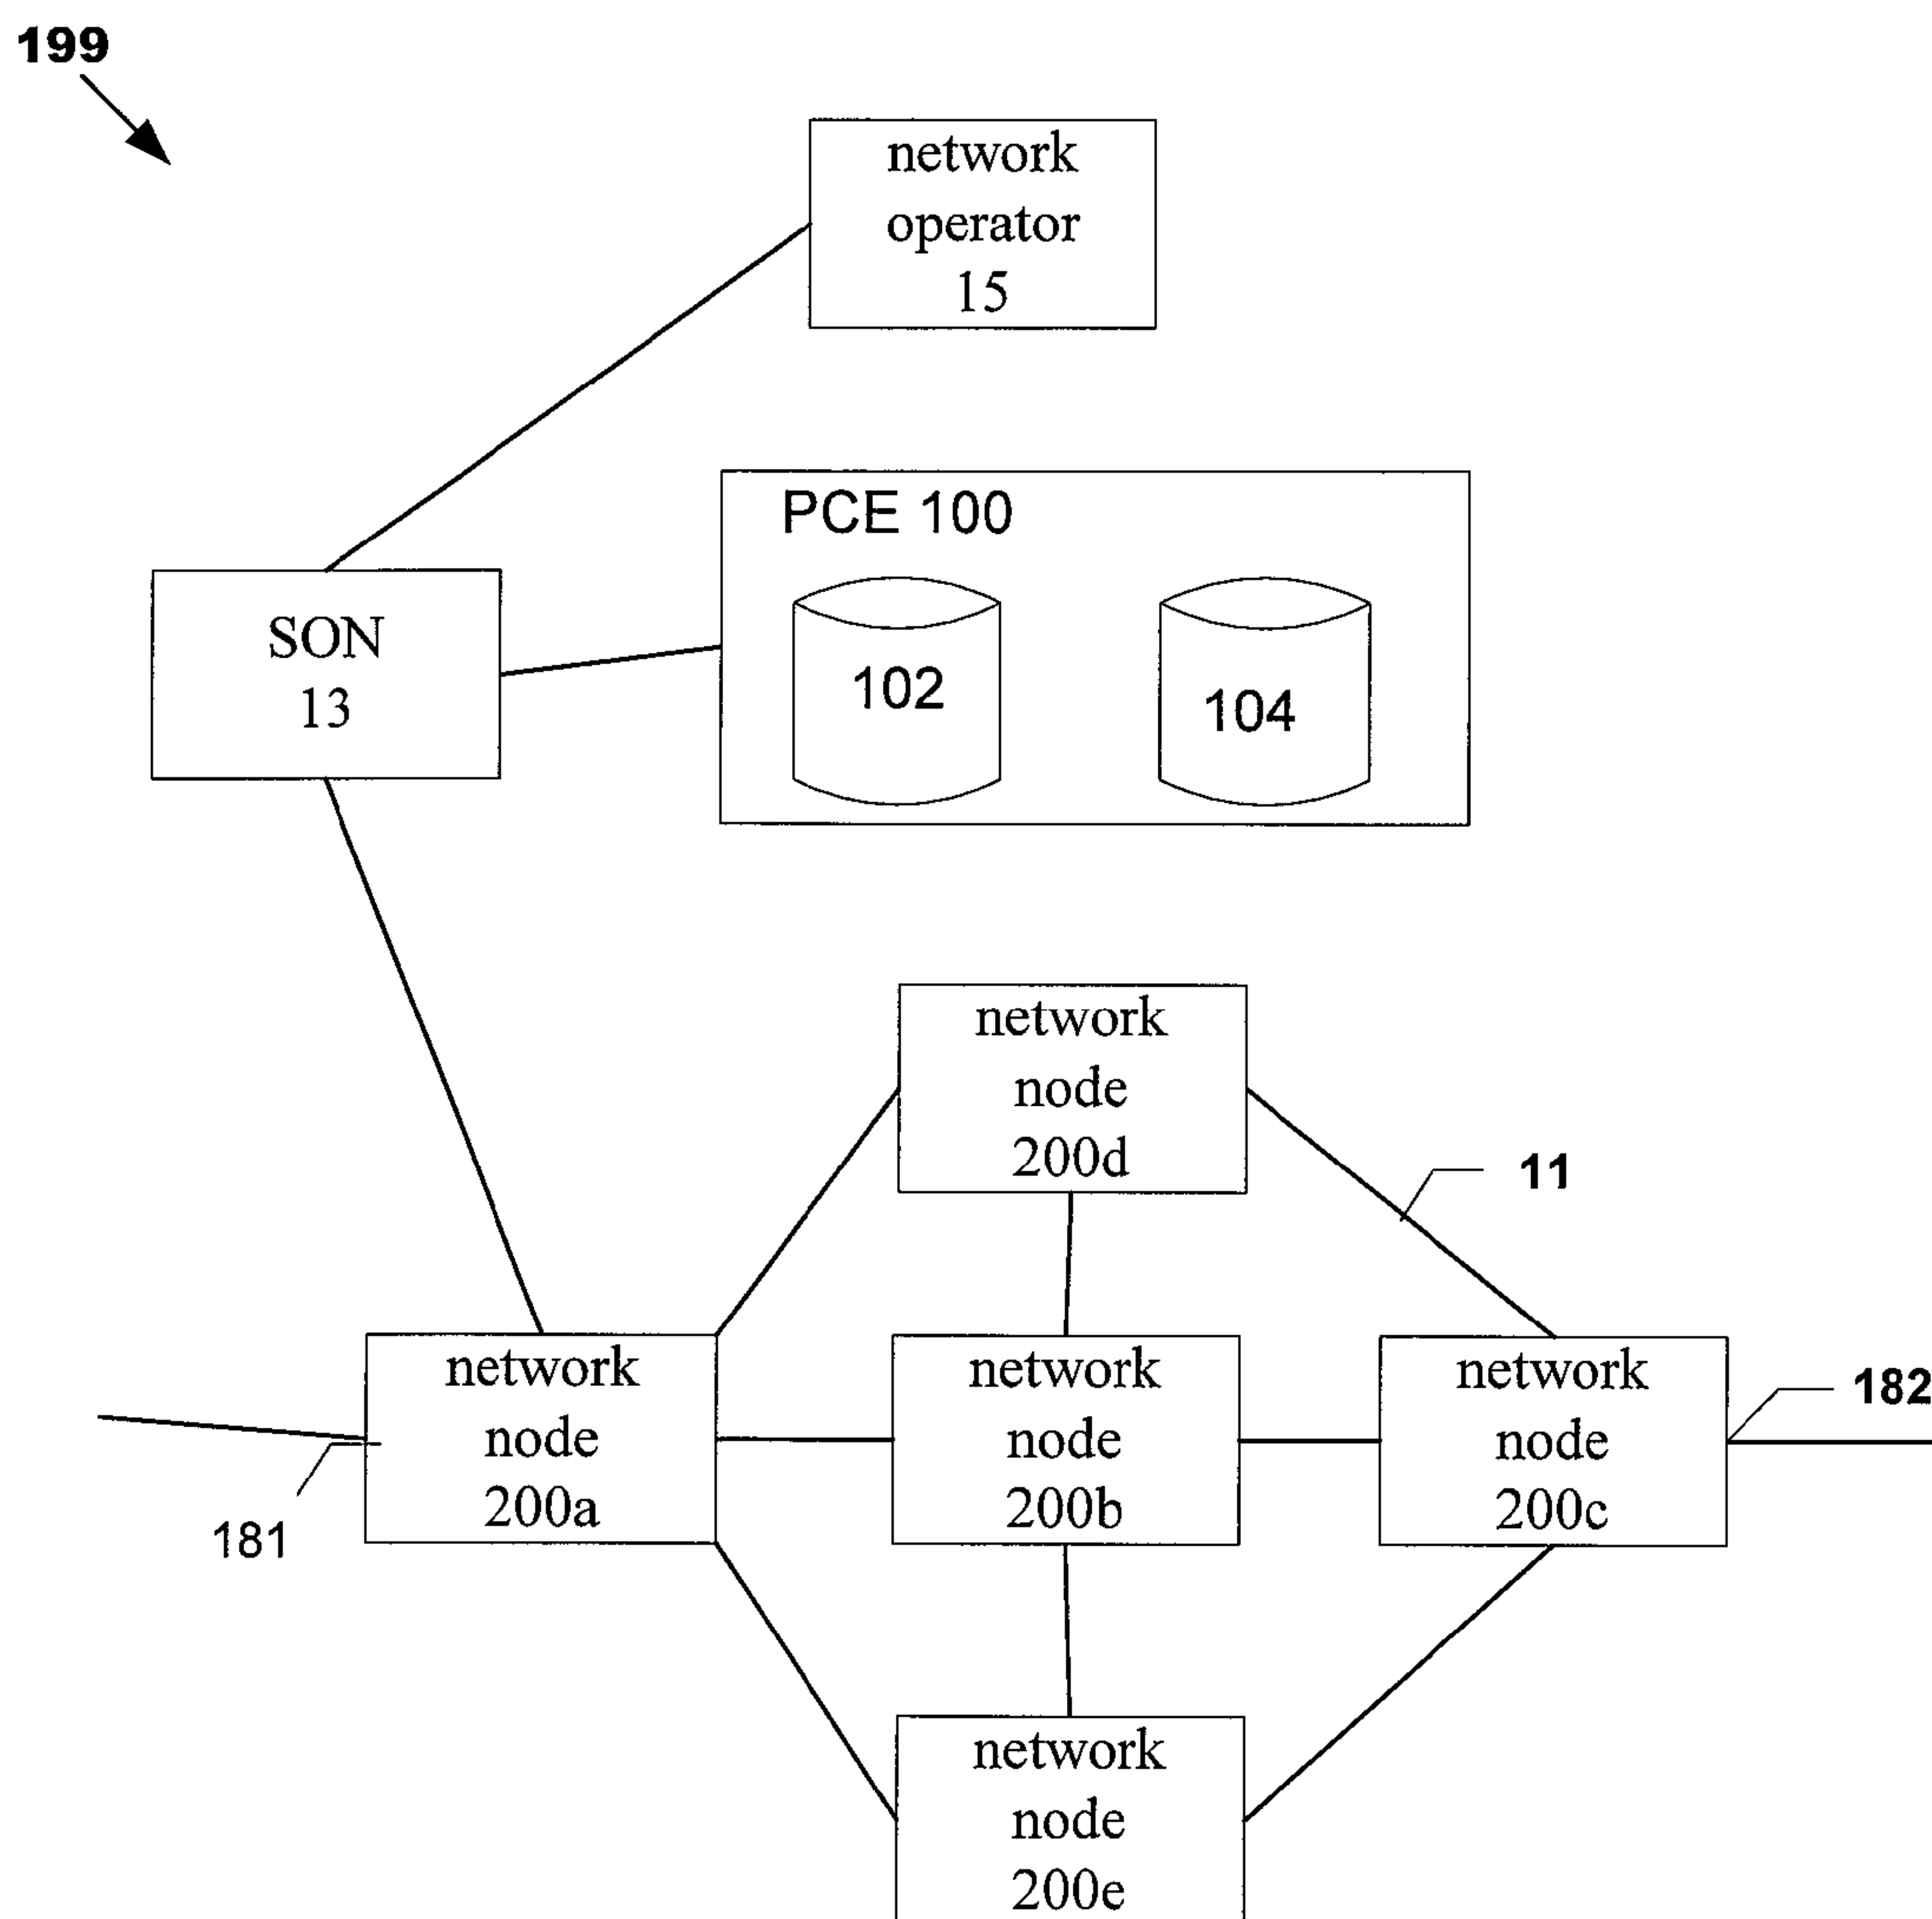 199
network
operator
15
PCE 100
SON
13
102
104
network
node
200d
11
network
node
200a
network
node
200b
network
node
200c
182
181
network
node
200e